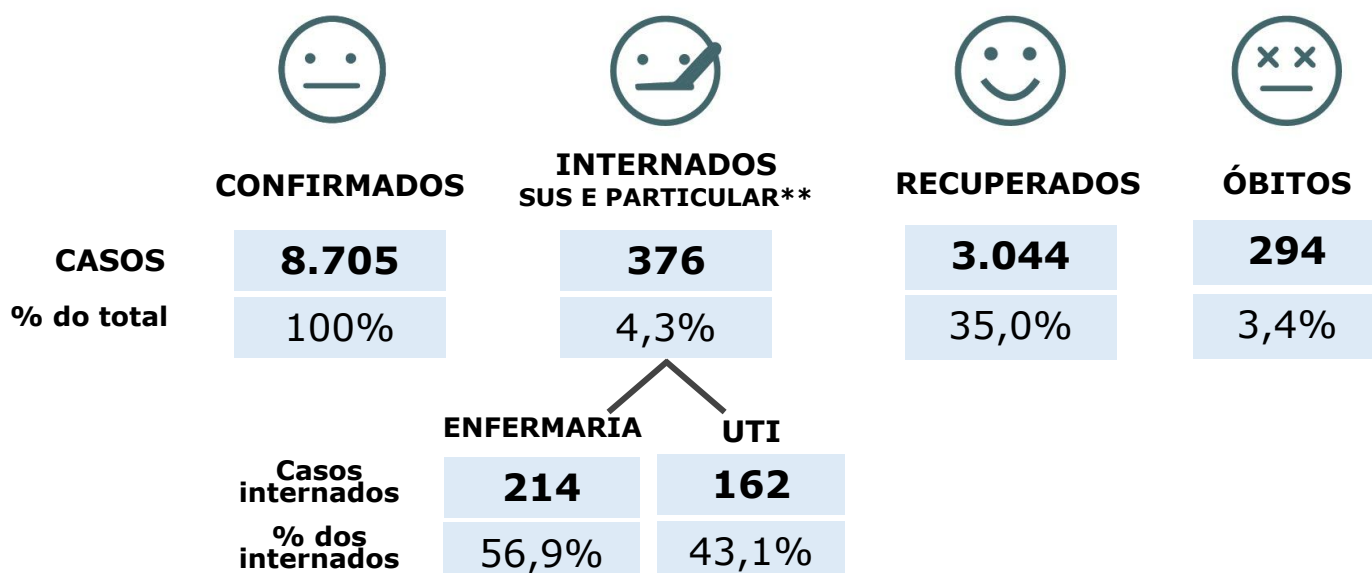 CONFIRMADOS
INTERNADOS
SUS E PARTICULAR**
RECUPERADOS
ÓBITOS
CASOS
8.705
376
3.044
294
% do total
100%
4,3%
35,0%
3,4%
ENFERMARIA
UTI
Casos
internados
214
162
% dos
internados
56,9%
43,1%